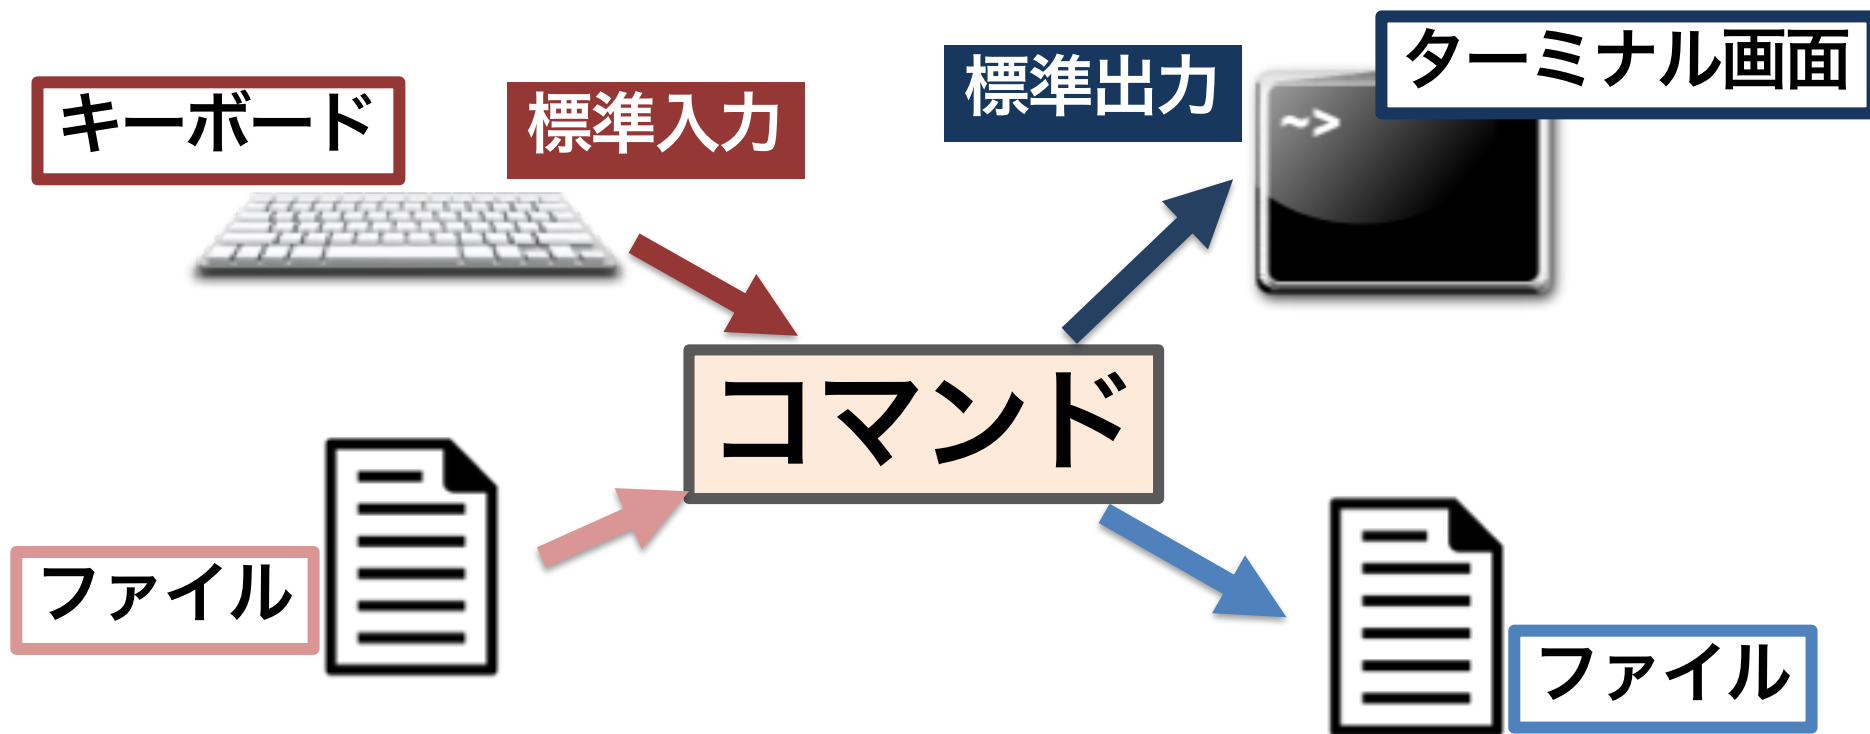 キーボード
標準入力
標準出力
ターミナル画面
~>
コマンド
ファイル
ファイル